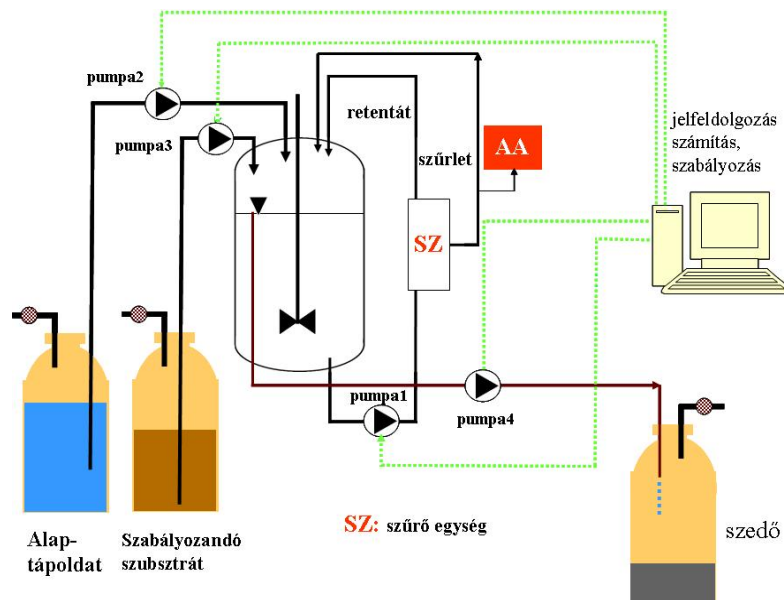 pumpa2
pumpa3
retentát
szűrlet
AA
jelfeldolgozás
számítás,
szabályozás
SZ
pumpa1
pumpa4
Alap-
tápoldat
Szabályozandó
szubsztrát
SZ: szűrő egység
szedő